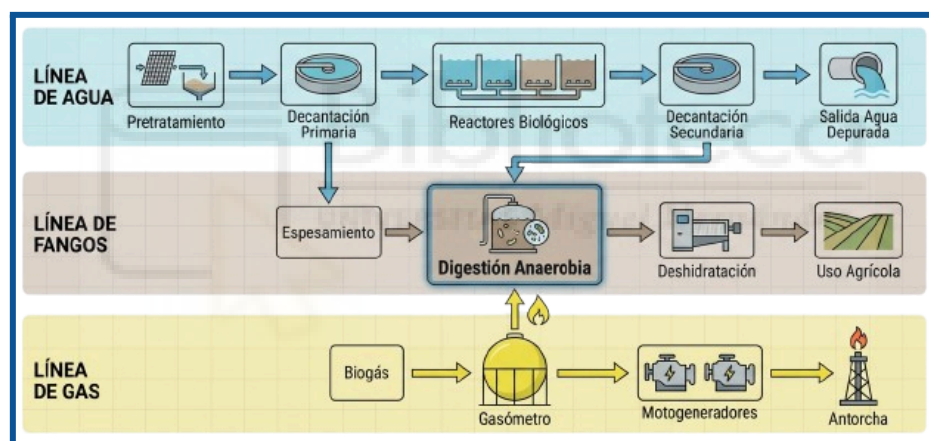 LÍNEA
DE AGUA
Pretratamiento
Decantación
Primaria
Reactores Biológicos
Decantación
Secundaria
Salida Agua
Depurada
Biblioteca
LÍNEA DE
FANGOS
Espesamiento
Digestión Anaerobia
Deshidratación
Uso Agrícola
LÍNEA
DE GAS
Biogás
Gasómetro
Motogeneradores
Antorcha